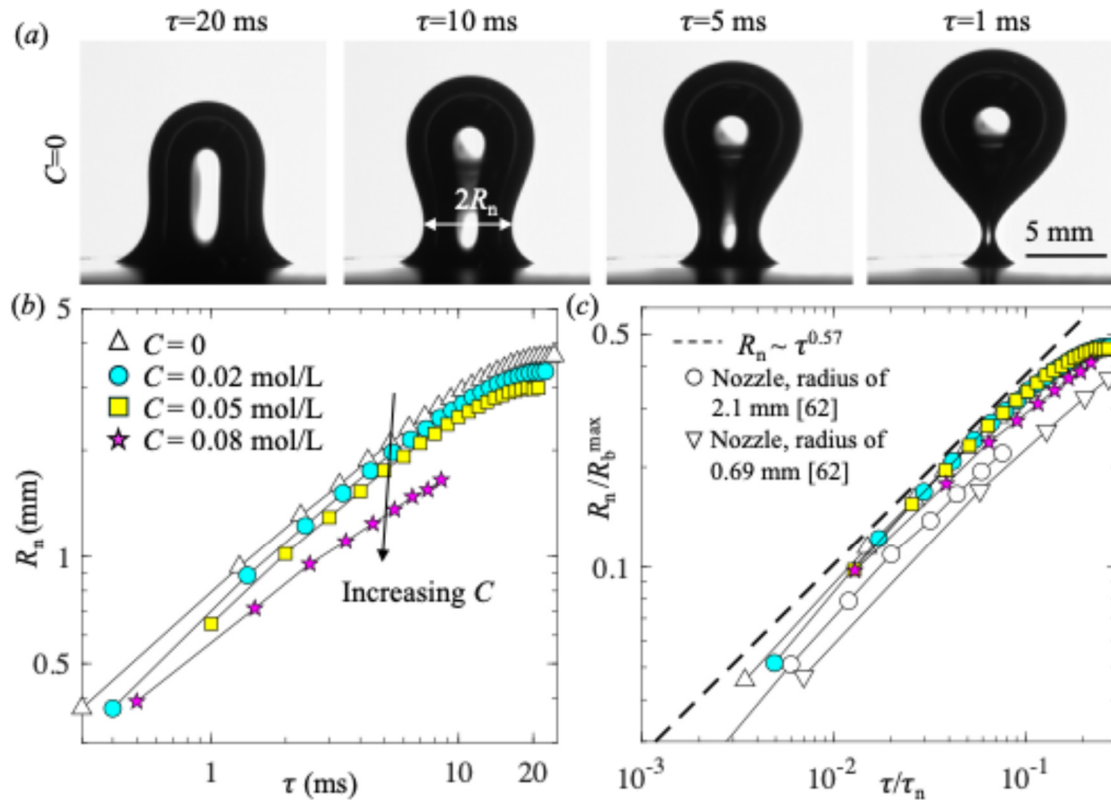 (a)
τ=20 ms
τ=10 ms
τ=5 ms
τ=1 ms
C=0
2Rₙ
5 mm
(b)
5
1
0.5
Rₙ (mm)
△ C = 0
C = 0.02 mol/L
C = 0.05 mol/L
C = 0.08 mol/L
Increasing C
1
10
20
τ (ms)
(c)
0.5
0.1
Rₙ/R_b^max
Rₙ ~ τ^0.57
Nozzle, radius of
2.1 mm [62]
Nozzle, radius of
0.69 mm [62]
10⁻³
10⁻²
10⁻¹
τ/τₙ